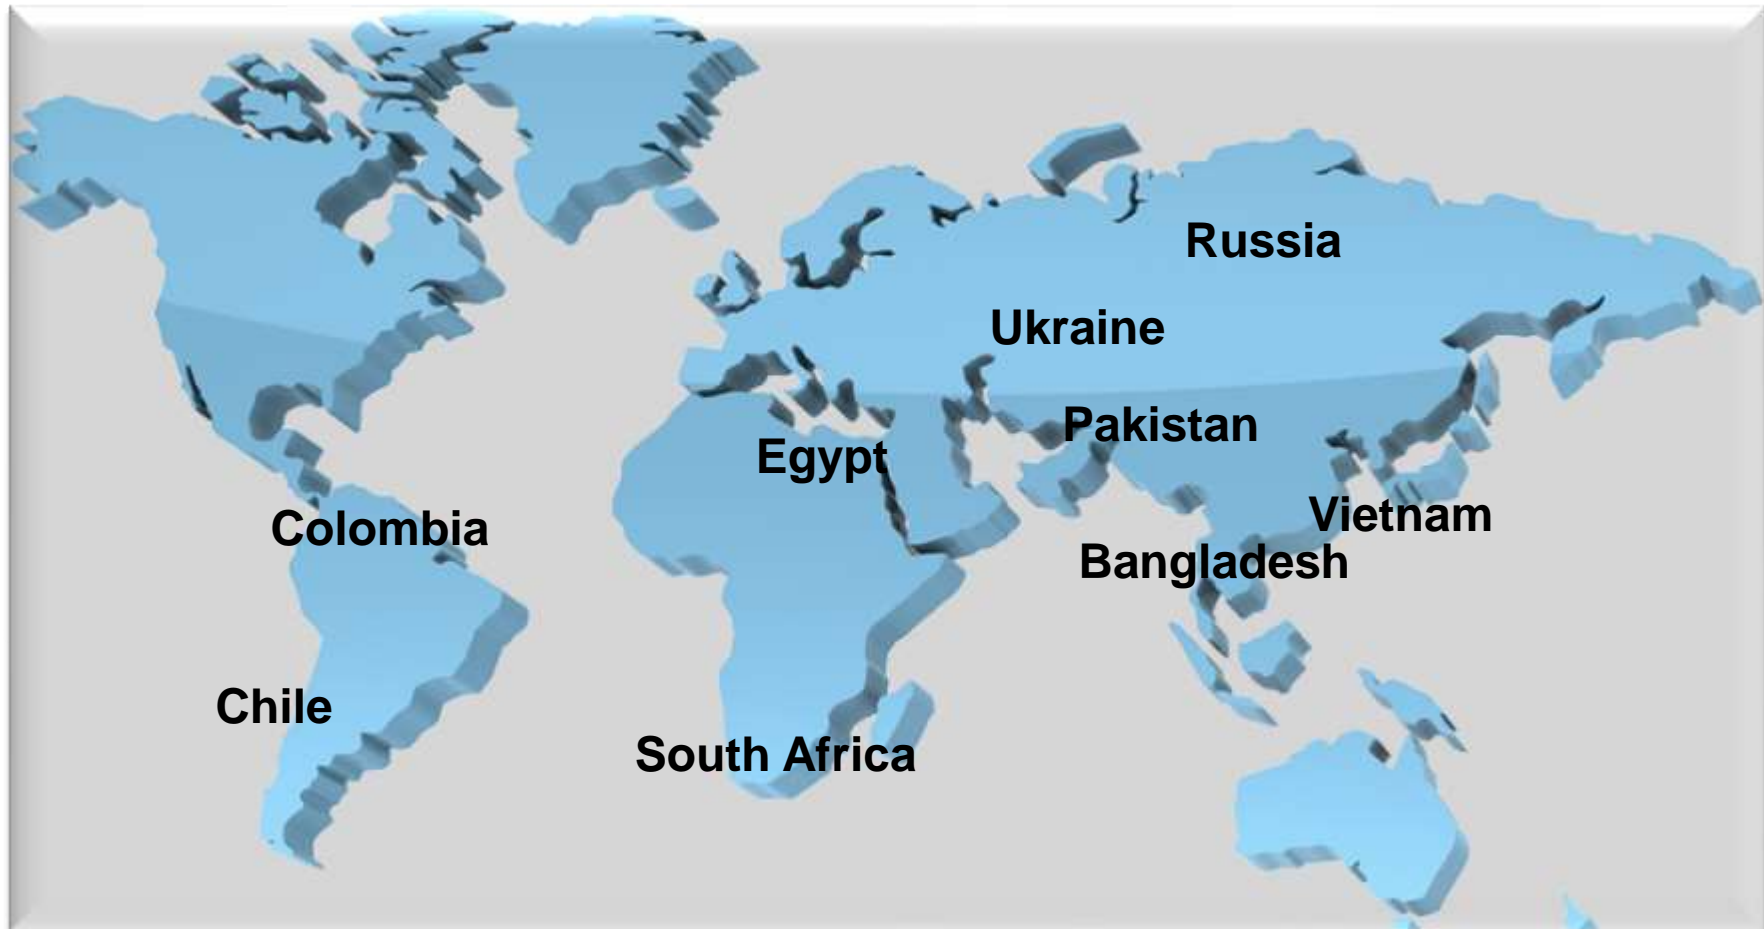 Russia
Ukraine
Pakistan
Egypt
Vietnam
Colombia
Bangladesh
Chile
South Africa